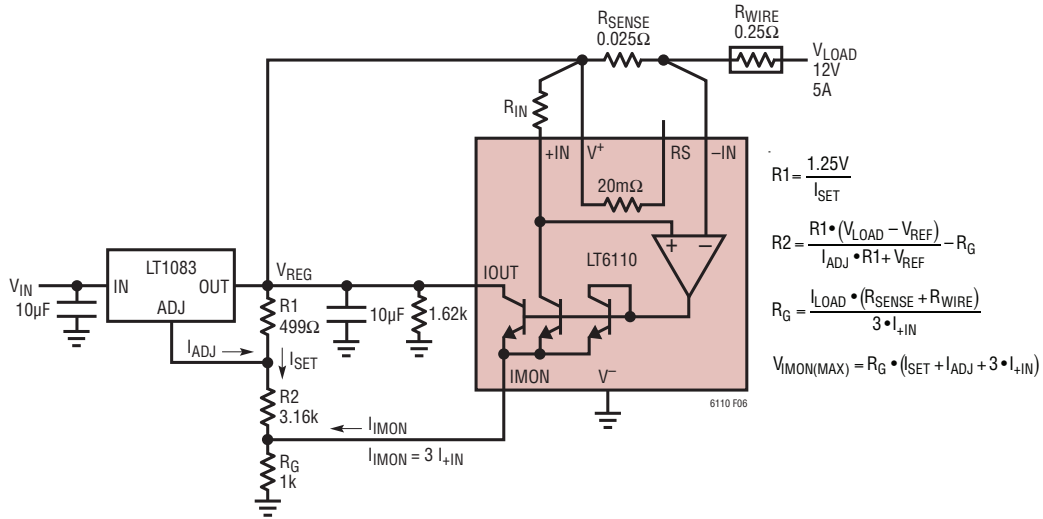 RSENSE
0.025Ω
RWIRE
0.25Ω
VLOAD
12V
5A
RIN
+IN
V+
RS
–IN
20mΩ
+
–
LT6110
IOUT
IMON
V–
6110 F06
VIN
10µF
LT1083
IN
OUT
ADJ
VREG
R1
499Ω
10µF
1.62k
IADJ
ISET
R2
3.16k
IIMON
IIMON = 3 I+IN
RG
1k
R1 = 1.25V / ISET
R2 = R1•(VLOAD – VREF) / IADJ•R1 + VREF – RG
RG = ILOAD•(RSENSE + RWIRE) / 3•I+IN
VIMON(MAX) = RG•(ISET + IADJ + 3•I+IN)